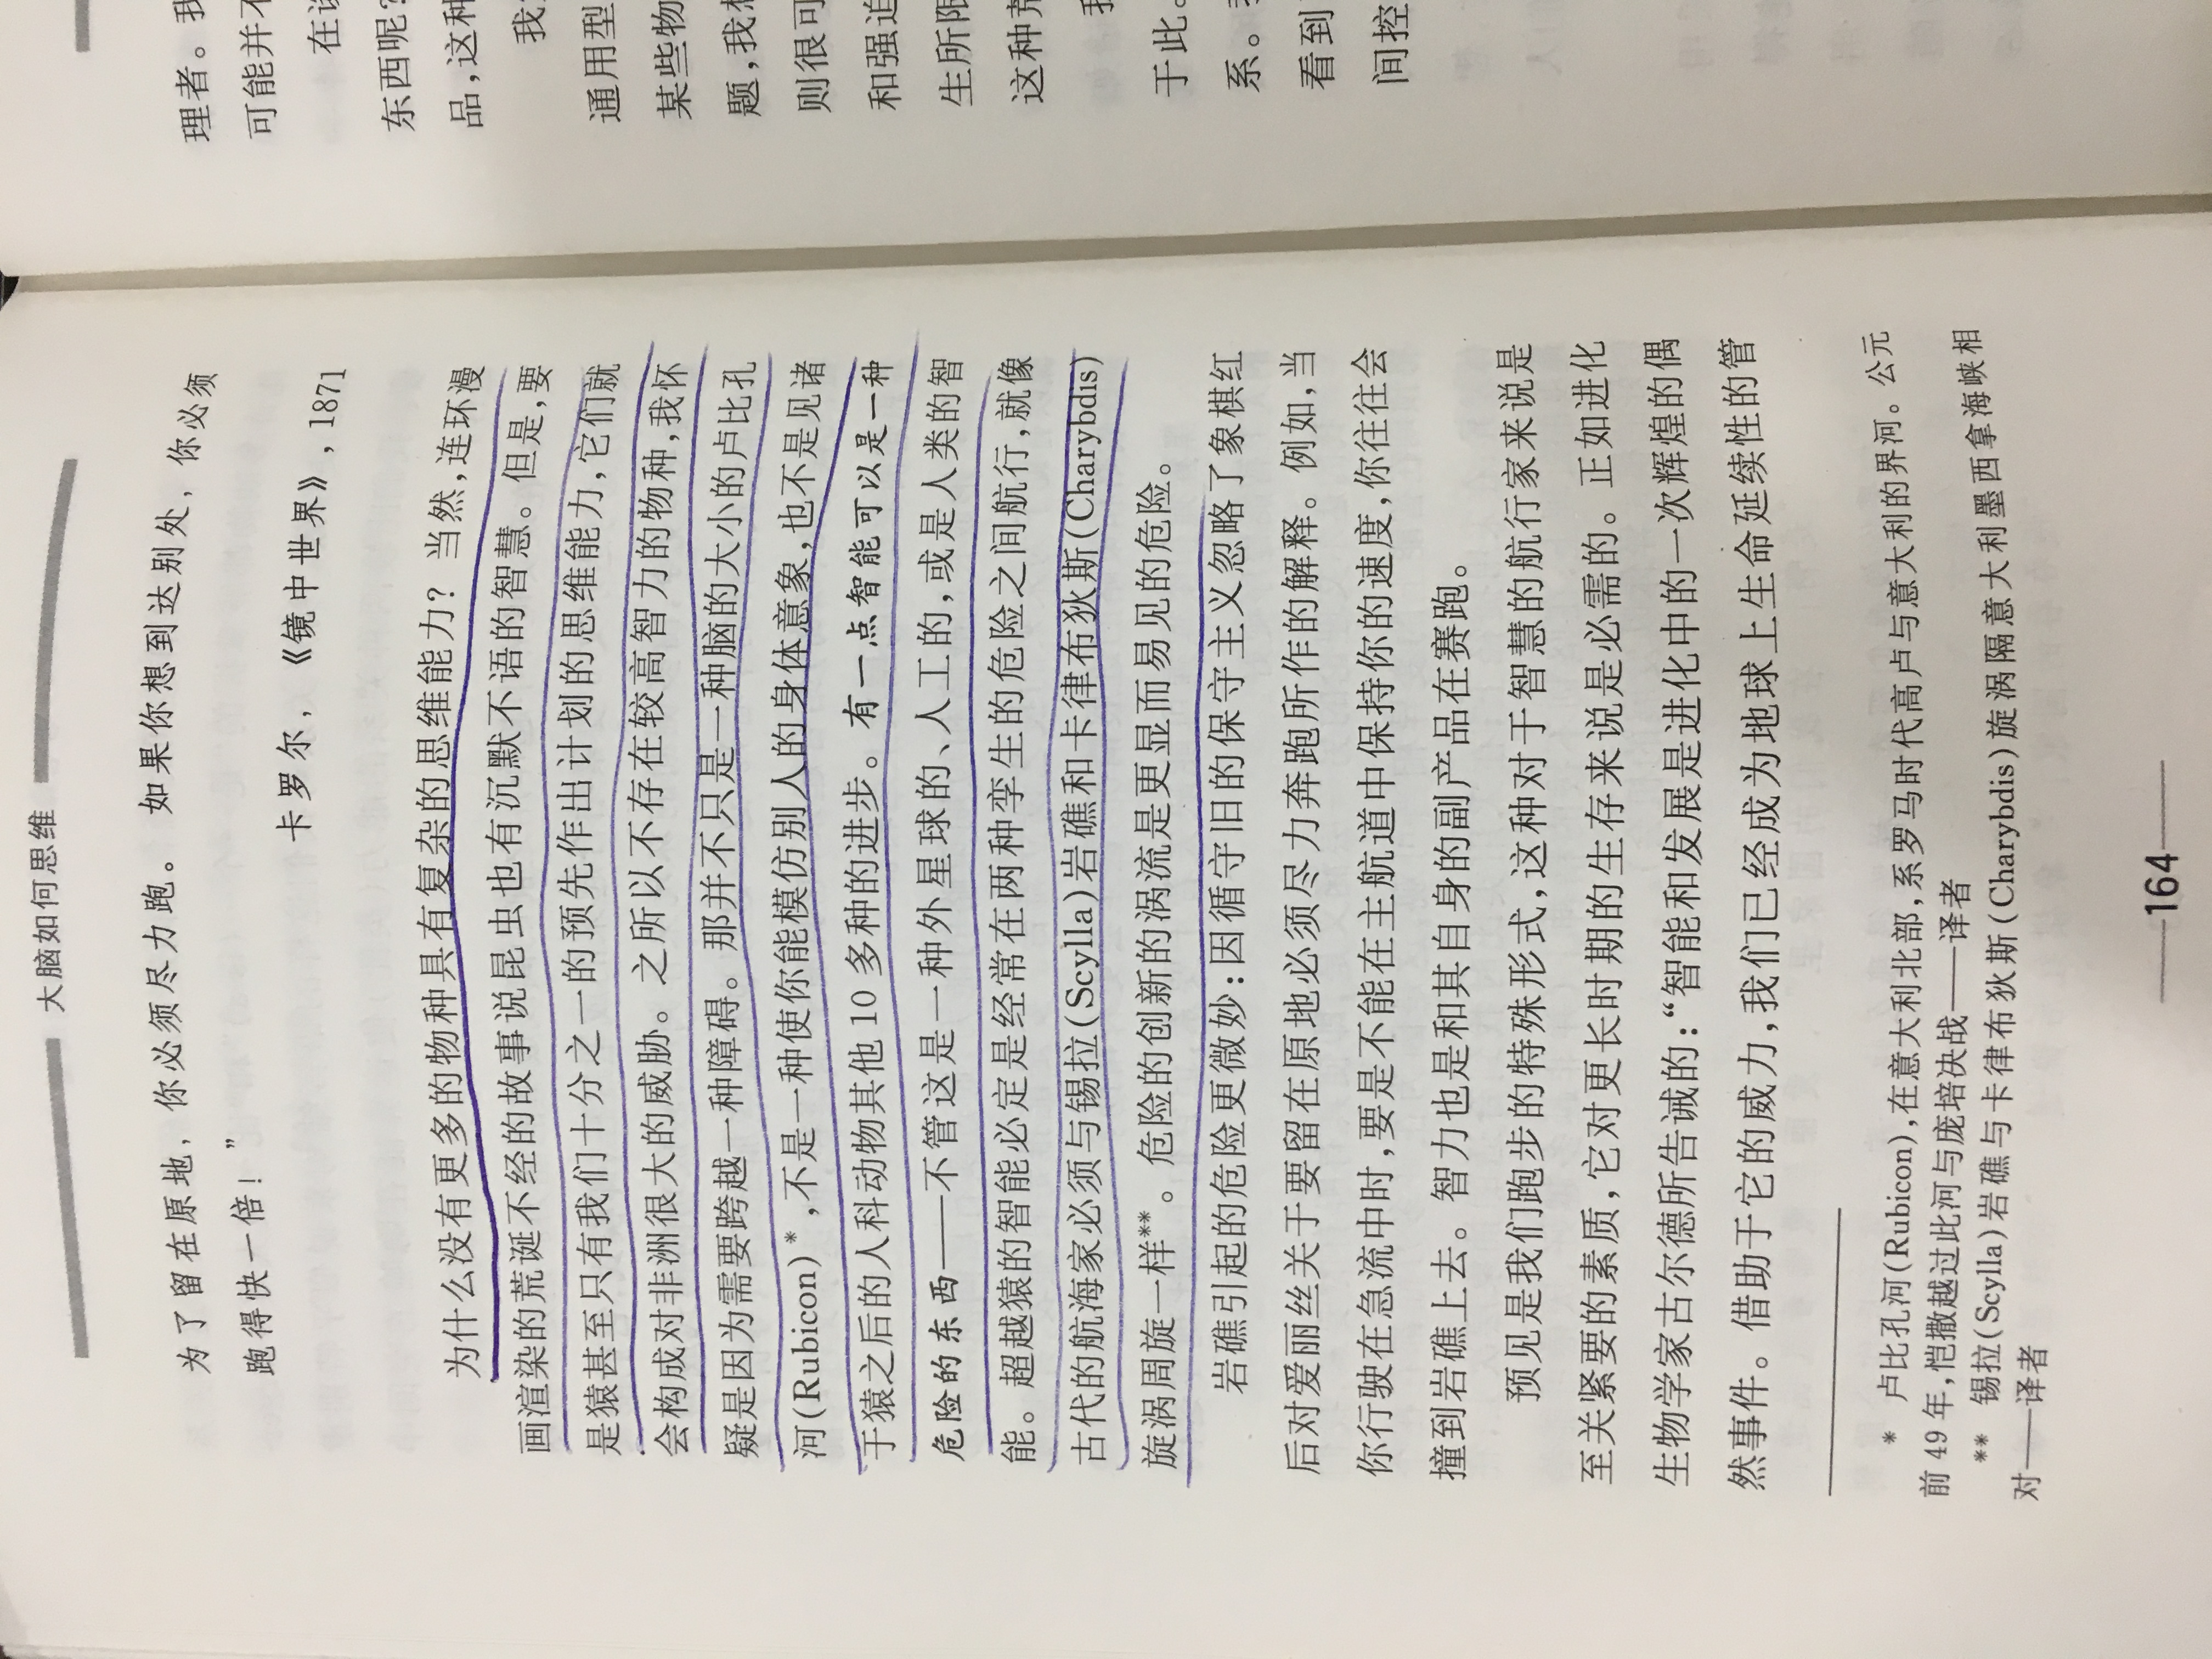 大脑如何思维
为了留在原地，你必须尽力跑。 如果你想到达别处，你必须
跑得快一倍！”
卡罗尔，《镜中世界》，1871
为什么没有更多的物种具有复杂的思维能力？当然，连环漫
画渲染的荒诞不经的故事说昆虫也有沉默不语的智慧。但是，要
是猿甚至只有我们十分之一的预先作出计划的思维能力，它们就
会构成对非洲很大的威胁。之所以不存在较高智力的物种，我怀
疑是因为需要跨越一种障碍。那并不只是一种脑的大小的卢比孔
河(Rubicon)*，不是一种使你能模仿别人的身体意象，也不是见诸
于猿之后的人科动物其他 10 多种的进步。有一点智能可以是一种
危险的东西——不管这是一种外星球的、人工的，或是人类的智
能。超越猿的智能必定是经常在两种孪生的危险之间航行，就像
古代的航海家必须与锡拉(Scylla)岩礁和卡律布狄斯(Charybdis)
旋涡周旋一样**。危险的创新的涡流是更显而易见的危险。
岩礁引起的危险更微妙：因循守旧的保守主义忽略了象棋红
后对爱丽丝关于要留在原地必须尽力奔跑所作的解释。例如，当
你行驶在急流中时，要是不能在主航道中保持你的速度，你往往会
撞到岩礁上去。智力也是和其自身的副产品在赛跑。
预见是我们跑步的特殊形式，这种对于智慧的航行家来说是
至关紧要的素质，它对更长时期的生存来说是必需的。正如进化
生物学家古尔德所告诫的：“智能和发展是进化中的一次辉煌的偶
然事件。借助于它的威力，我们已经成为地球上生命延续性的管
* 卢比孔河(Rubicon)，在意大利北部，系罗马时代高卢与意大利的界河。公元
前 49 年，恺撒越过此河与庞培决战——译者
** 锡拉(Scylla)岩礁与卡律布狄斯(Charybdis)旋涡隔意大利墨西拿海峡相
对——译者
164
理者。我
可能并不
在
东西呢？
品，这种
我
通用型
某些物
题，我想
则很可
和强迫
生所限
这种荒
于此。
系。
看到
间控